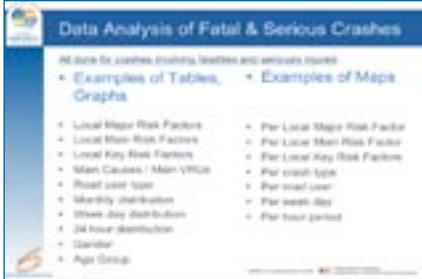 Data Analysis of Fatal & Serious Crashes
All done for crashes involving fatalities and seriously injured
• Examples of Tables, Graphs
• Local Major Risk Factors
• Local Main Risk Factors
• Local Key Risk Factors
• Main Causes / Main VRUs
• Road user type
• Monthly distribution
• Week day distribution
• 24 hour distribution
• Gender
• Age Group
• Examples of Maps
• Per Local Major Risk Factor
• Per Local Main Risk Factor
• Per Local Key Risk Factors
• Per crash type
• Per road user
• Per week day
• Per hour period